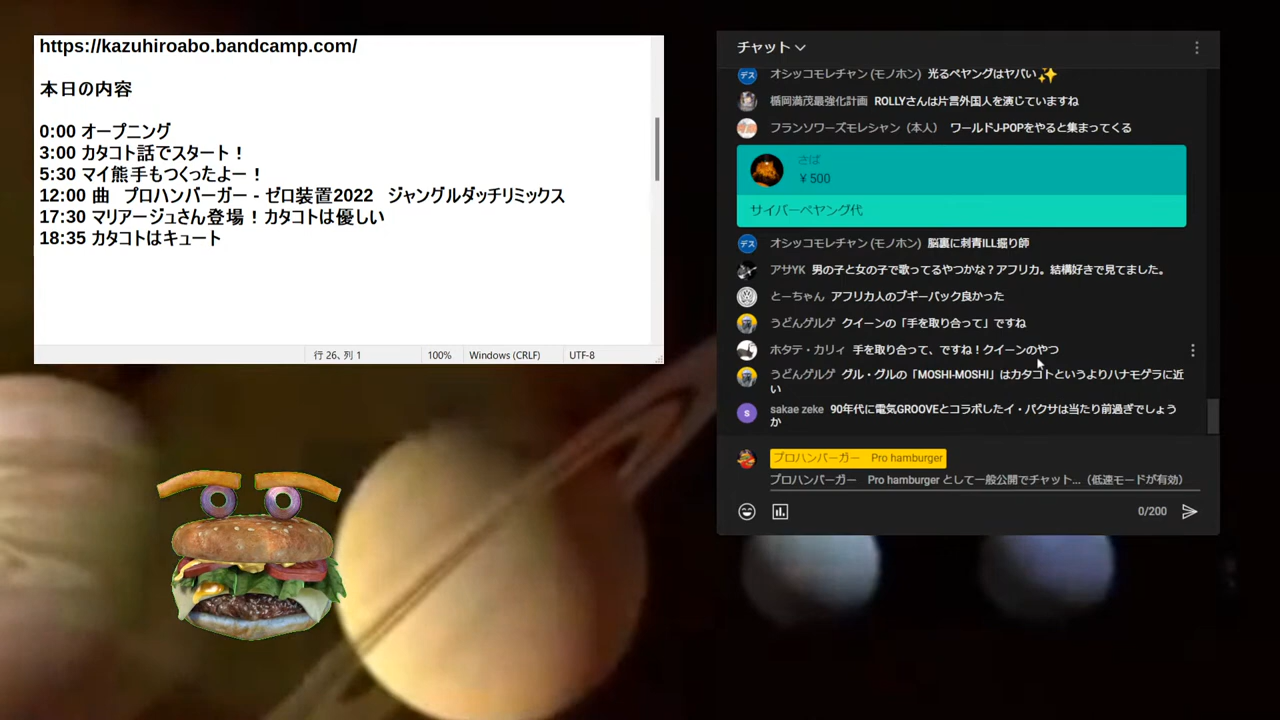 https://kazuhiroabo.bandcamp.com/
本日の内容
0:00 オープニング
3:00 カタコト話でスタート！
5:30 マイ熊手もつくったよー！
12:00 曲　プロハンバーガー - ゼロ装置2022　ジャングルダッチリミックス
17:30 マリアージュさん登場！カタコトは優しい
18:35 カタコトはキュート
行 26、列 1
100%
Windows (CRLF)
UTF-8
チャット
デス オシッコモレチャン (モノホン) 光るペヤングはヤバい✨
楯岡満茂最強化計画 ROLLYさんは片言外国人を演じていますね
フランソワーズモレシャン（本人） ワールドJ-POPをやると集まってくる
さば
￥500
サイバーペヤング代
デス オシッコモレチャン (モノホン) 脳裏に刺青ILL掘り師
アサYK 男の子と女の子で歌ってるやつかな？アフリカ。結構好きで見てました。
とーちゃん アフリカ人のブギーバック良かった
うどんゲルゲ クイーンの「手を取り合って」ですね
ホタテ・カリィ 手を取り合って、ですね！クイーンのやつ
うどんゲルゲ グル・グルの「MOSHI-MOSHI」はカタコトというよりハナモゲラに近
い
s sakae zeke 90年代に電気GROOVEとコラボしたイ・パクサは当たり前過ぎでしょう
か
プロハンバーガー　Pro hamburger
プロハンバーガー　Pro hamburger として一般公開でチャット...（低速モードが有効）
0/200